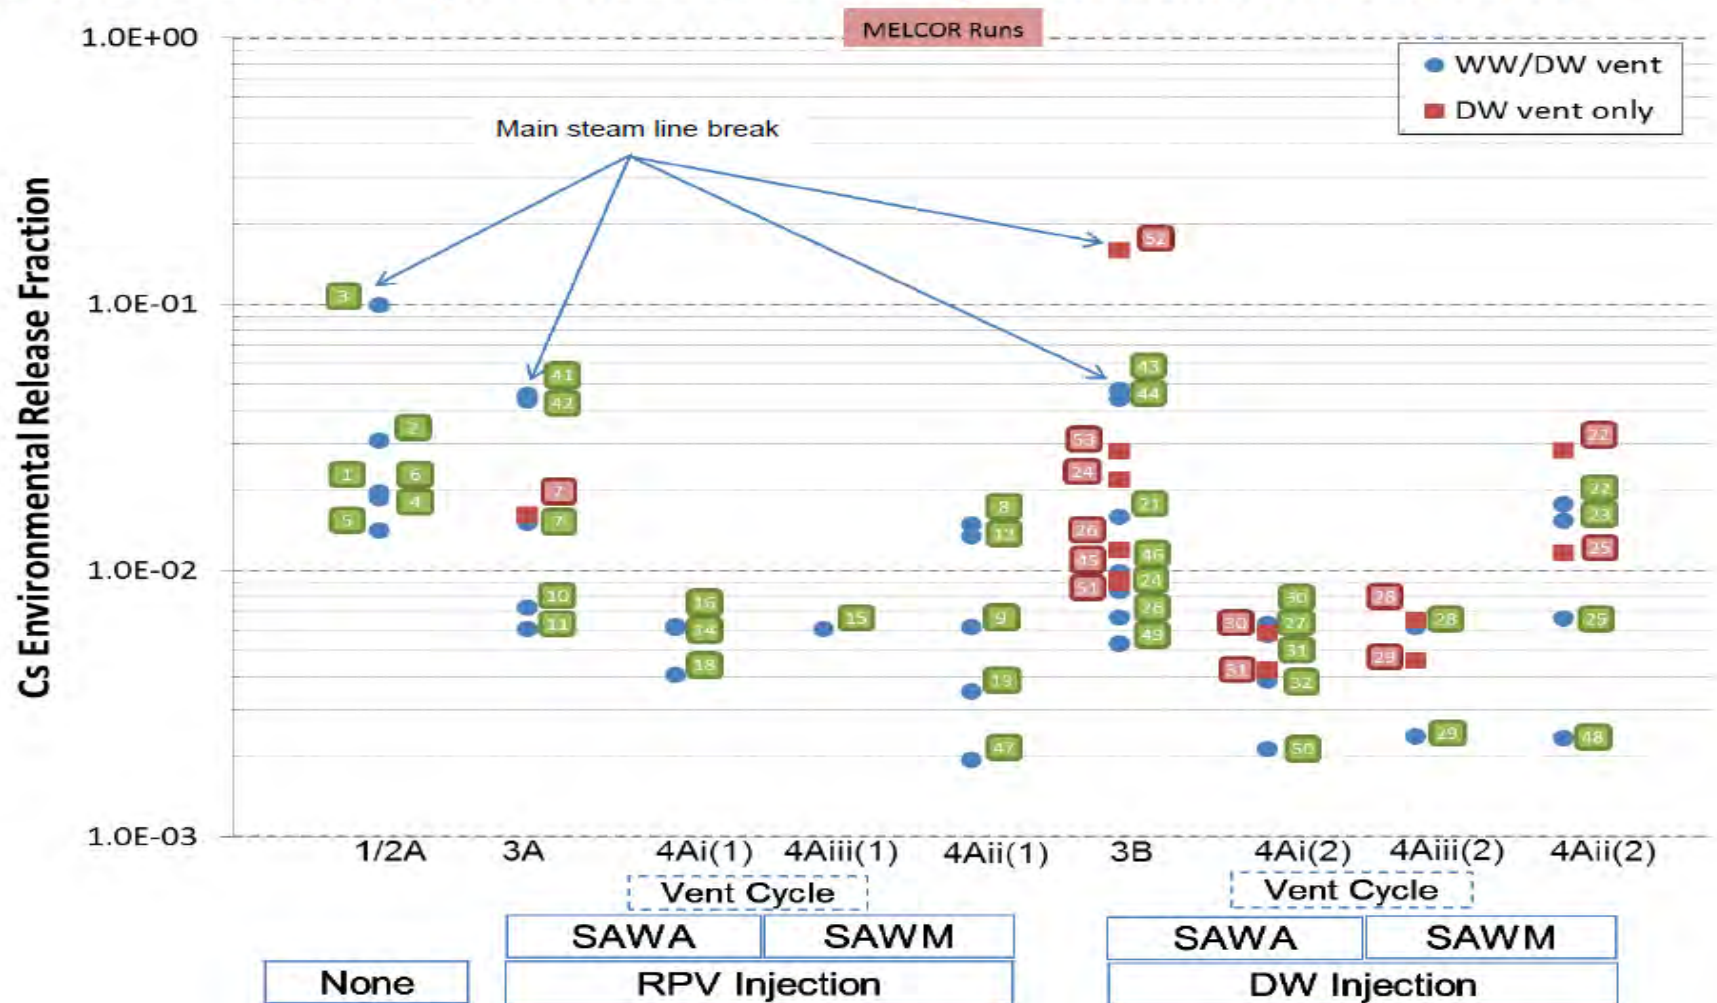 MELCOR Runs
1.0E+00
WW/DW vent
DW vent only
Main steam line break
Cs Environmental Release Fraction
52
3
1.0E-01
43
41
44
42
2
53
22
1
6
24
7
22
4
8
21
23
5
7
26
12
25
46
1.0E-02
45
24
51
10
16
30
28
26
11
14
15
9
30
27
28
25
49
31
18
31
29
19
32
47
50
29
48
1.0E-03
1/2A
3A
4Ai(1)
4Aiii(1)
4Aii(1)
3B
4Ai(2)
4Aiii(2)
4Aii(2)
Vent Cycle
Vent Cycle
SAWA
SAWM
SAWA
SAWM
None
RPV Injection
DW Injection